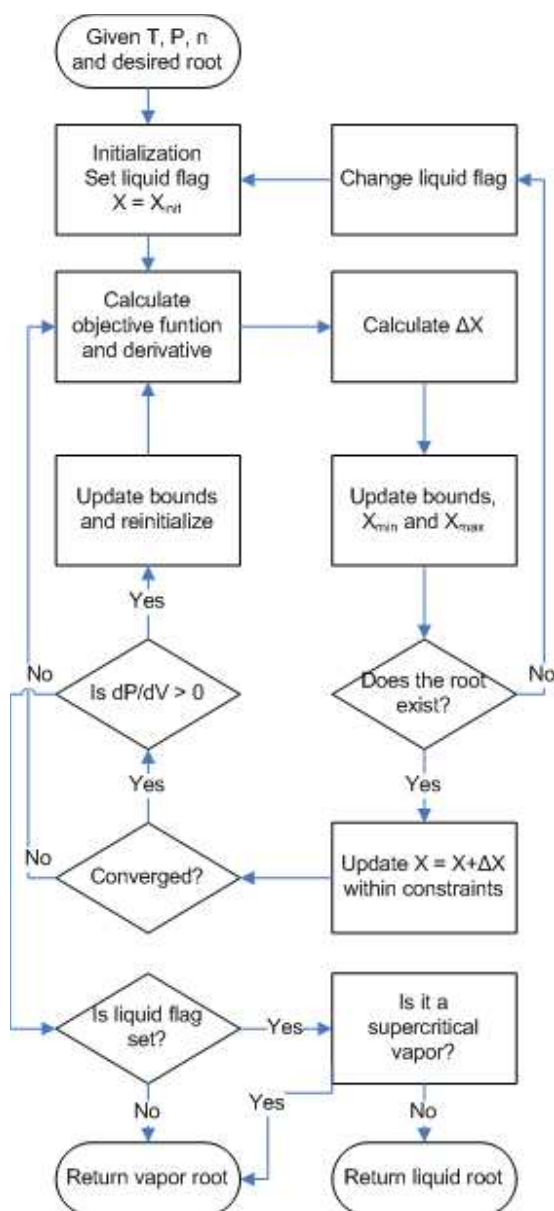 Given T, P, n
and desired root
Initialization
Set liquid flag
X = Xinit
Change liquid flag
Calculate
objective funtion
and derivative
Calculate ΔX
Update bounds
and reinitialize
Update bounds,
Xmin and Xmax
Yes
No
Is dP/dV > 0
Does the root
exist?
No
Yes
Yes
No
Converged?
Update X = X+ΔX
within constraints
Is liquid flag
set?
Yes
Is it a
supercritical
vapor?
No
Yes
No
Return vapor root
Return liquid root